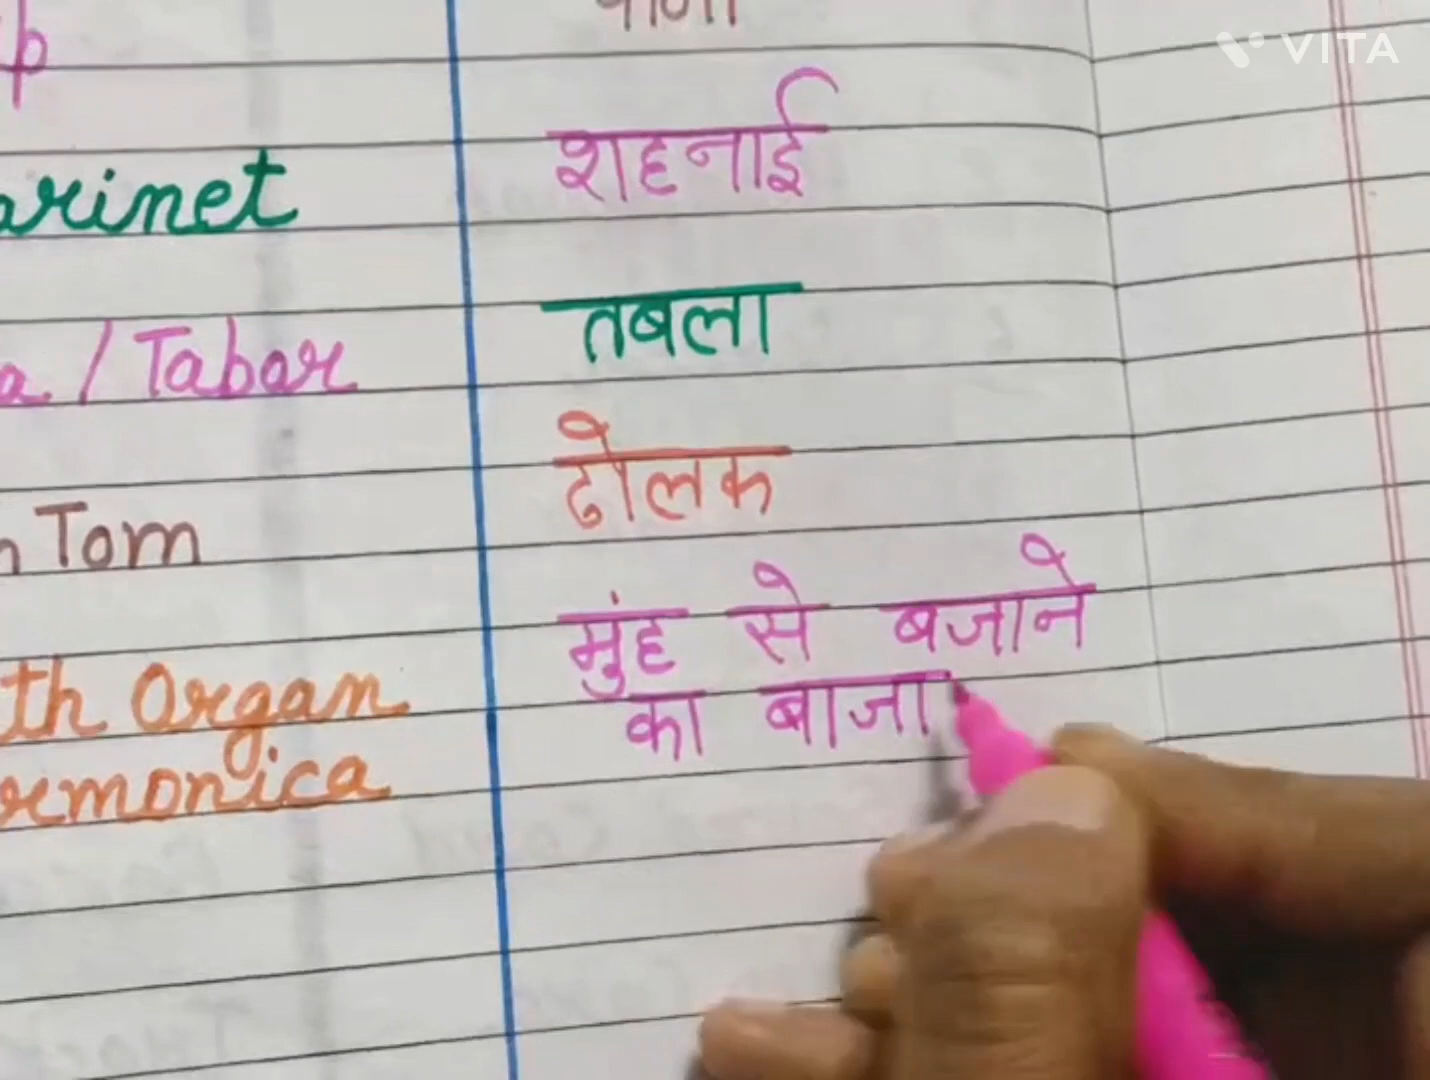 VITA
शहनाई
arinet
तबला
a / Tabor
ढोलक
Tom
मुंह से बजाने
th Organ
का बाजा
rmonica